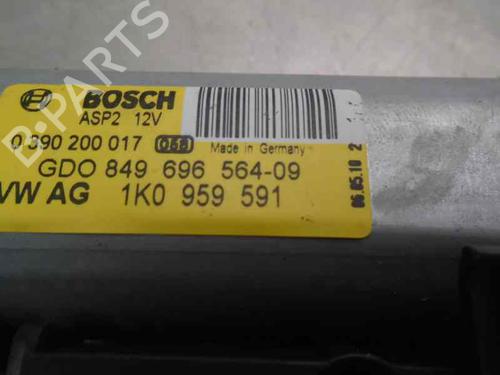 BOSCH
ASP2 12V
0 390 200 017 Made in Germany
GDO 849 696 564-09
VW AG 1K0 959 591
06.05.10 2